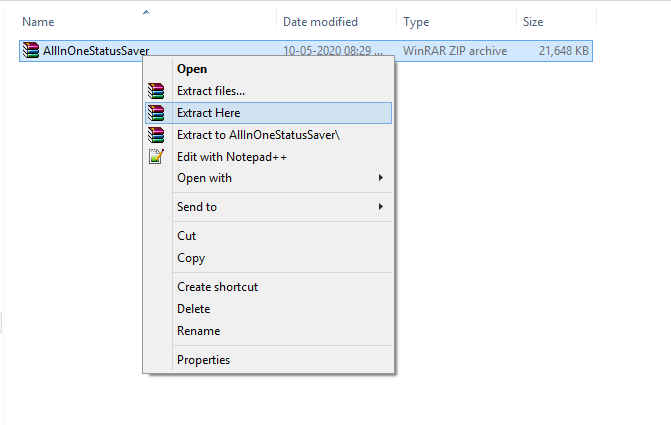 Name Date modified Type Size
AllInOneStatusSaver 10-05-2020 08:29 ... WinRAR ZIP archive 21,648 KB
Open
Extract files...
Extract Here
Extract to AllInOneStatusSaver\
Edit with Notepad++
Open with
Send to
Cut
Copy
Create shortcut
Delete
Rename
Properties